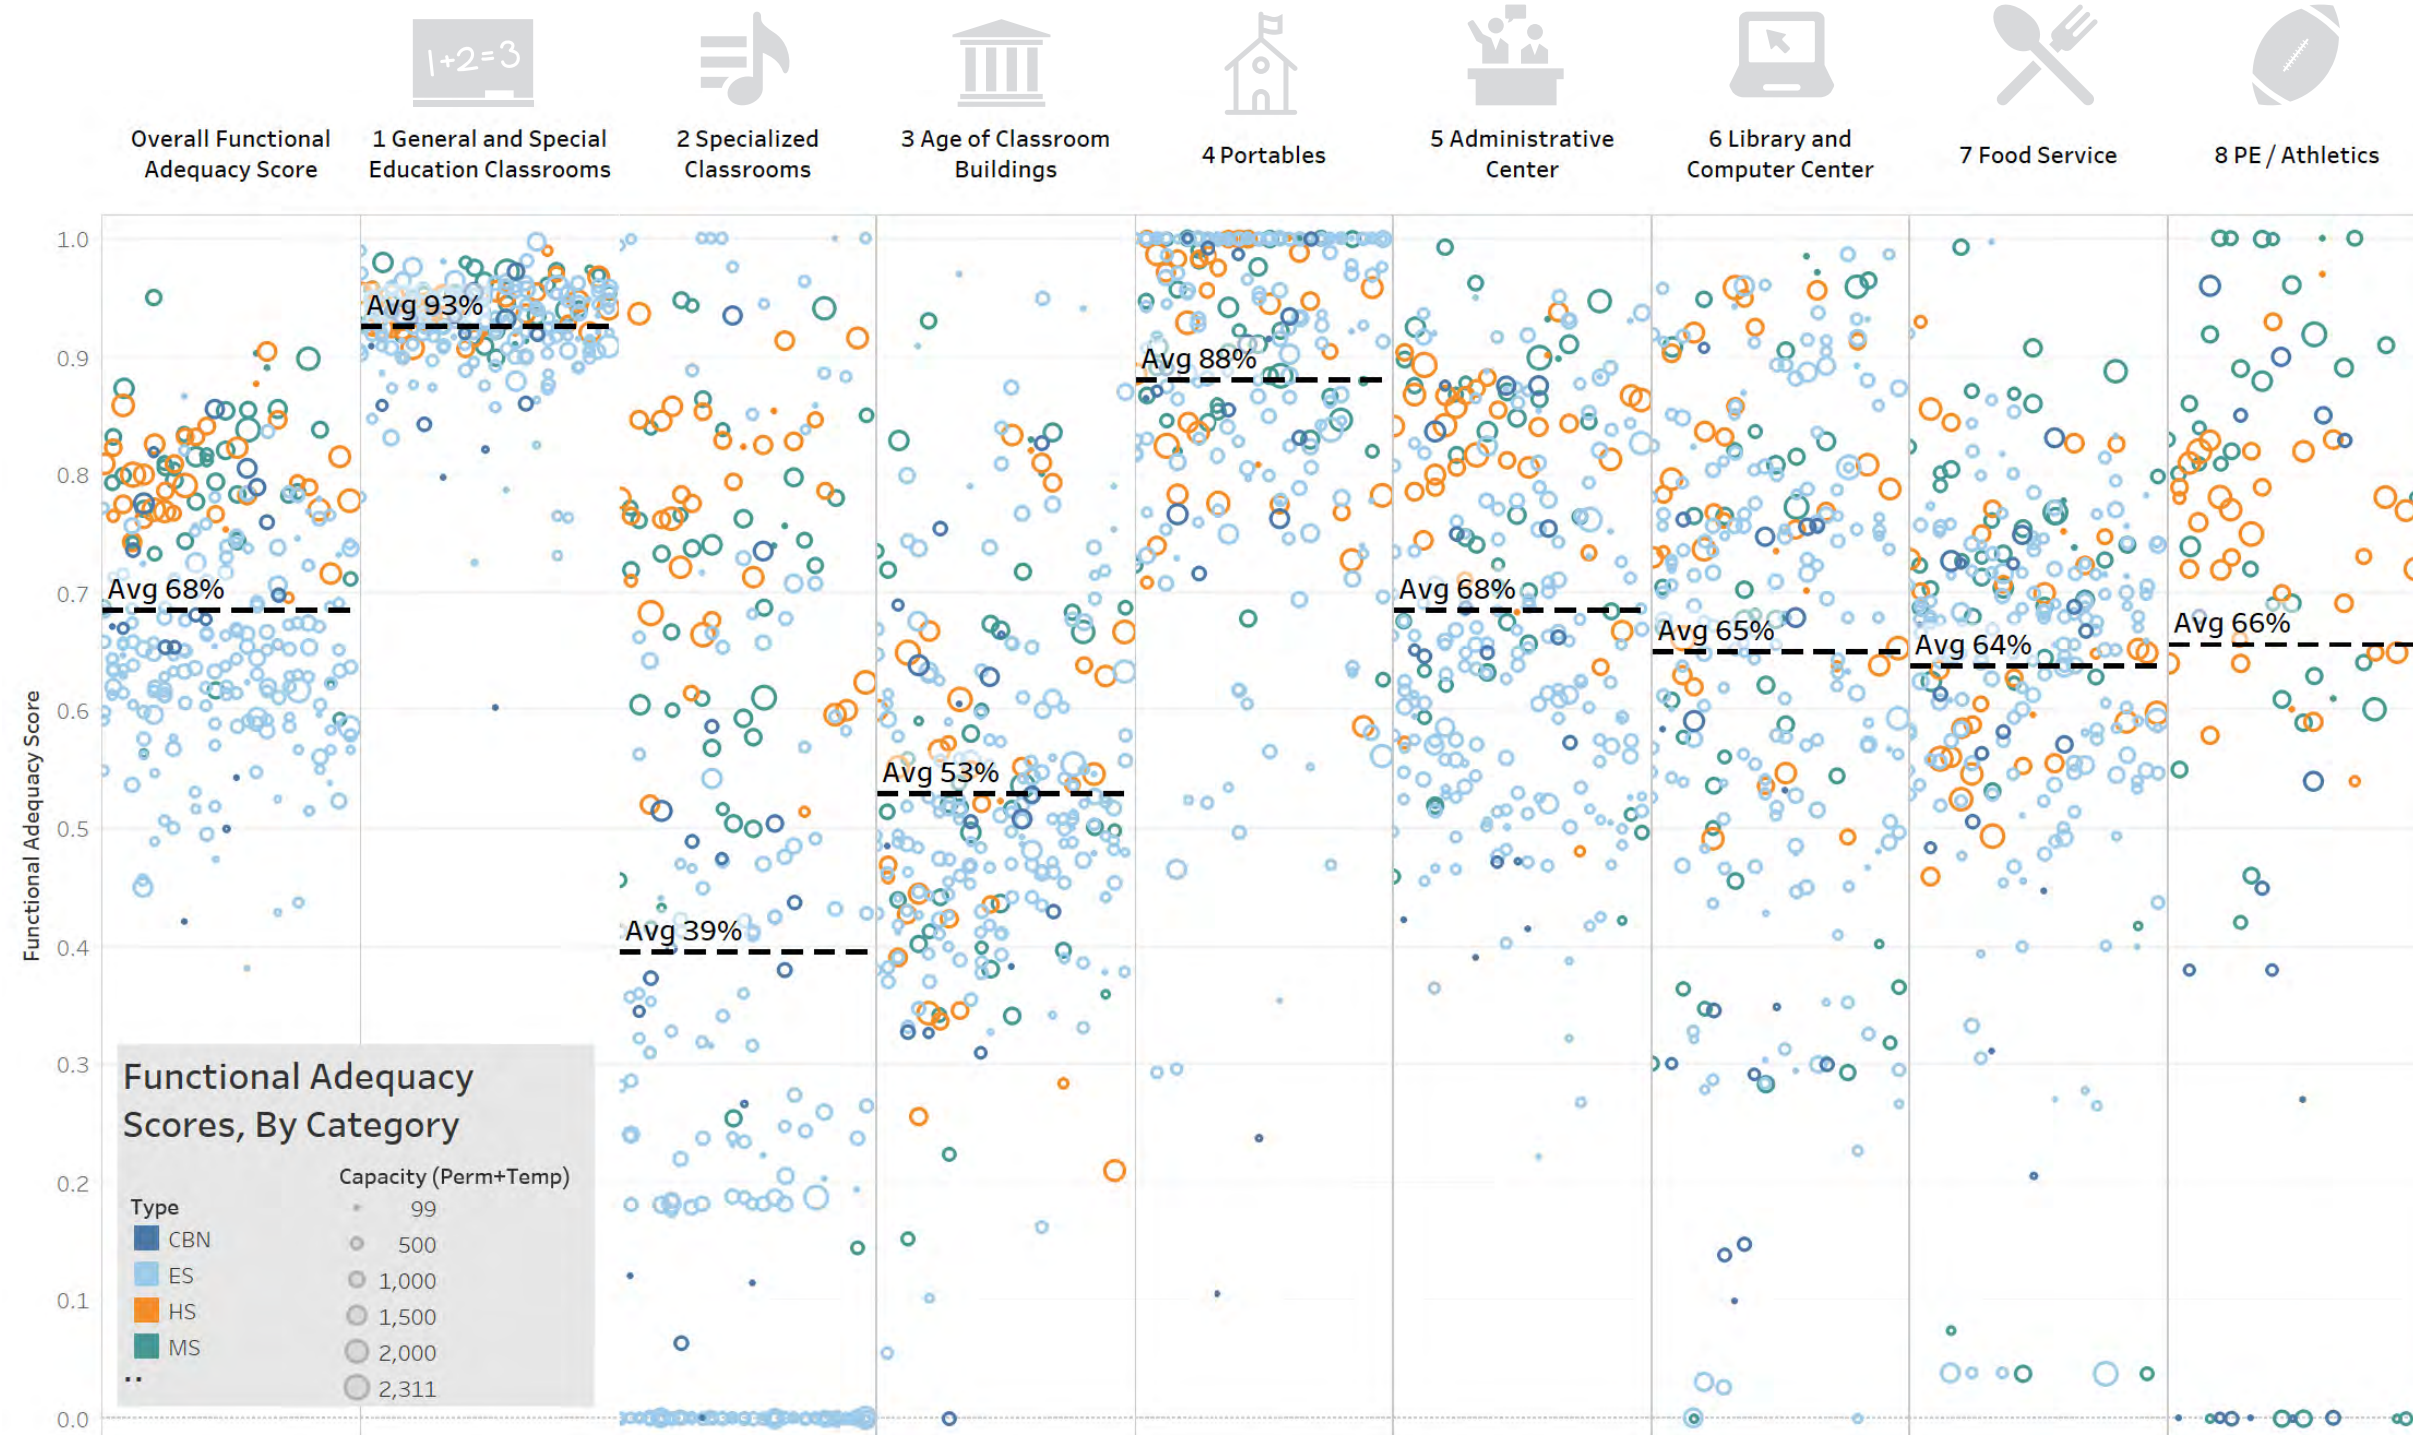 1+2=3
Overall Functional
Adequacy Score
1 General and Special
Education Classrooms
2 Specialized
Classrooms
3 Age of Classroom
Buildings
4 Portables
5 Administrative
Center
6 Library and
Computer Center
7 Food Service
8 PE / Athletics
Functional Adequacy Score
1.0
0.9
0.8
0.7
0.6
0.5
0.4
0.3
0.2
0.1
0.0
Avg 68%
Avg 93%
Avg 39%
Avg 53%
Avg 88%
Avg 68%
Avg 65%
Avg 64%
Avg 66%
Functional Adequacy
Scores, By Category
Type
CBN
ES
HS
MS
..
Capacity (Perm+Temp)
99
500
1,000
1,500
2,000
2,311